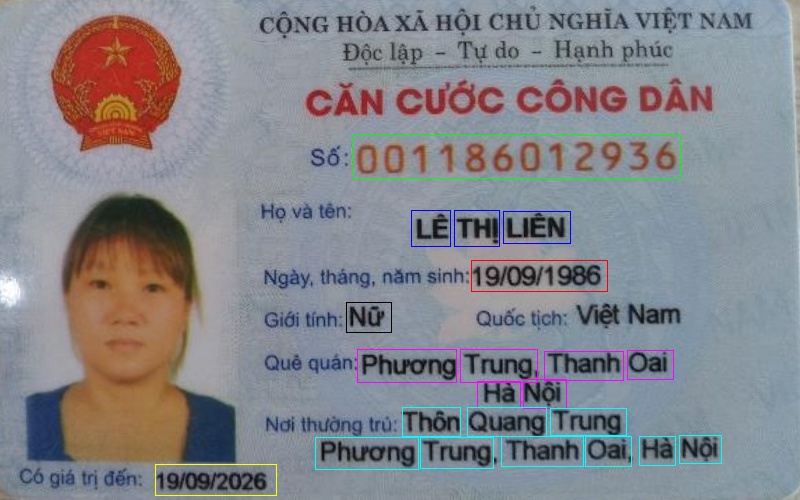 CỘNG HÒA XÃ HỘI CHỦ NGHĨA VIỆT NAM
Độc lập - Tự do - Hạnh phúc
CĂN CƯỚC CÔNG DÂN
Số: 001186012936
Họ và tên:
LÊ THỊ LIÊN
Ngày, tháng, năm sinh: 19/09/1986
Giới tính: Nữ Quốc tịch: Việt Nam
Quê quán: Phương Trung, Thanh Oai
Hà Nội
Nơi thường trú: Thôn Quang Trung
Phương Trung, Thanh Oai, Hà Nội
Có giá trị đến: 19/09/2026
VIỆT NAM